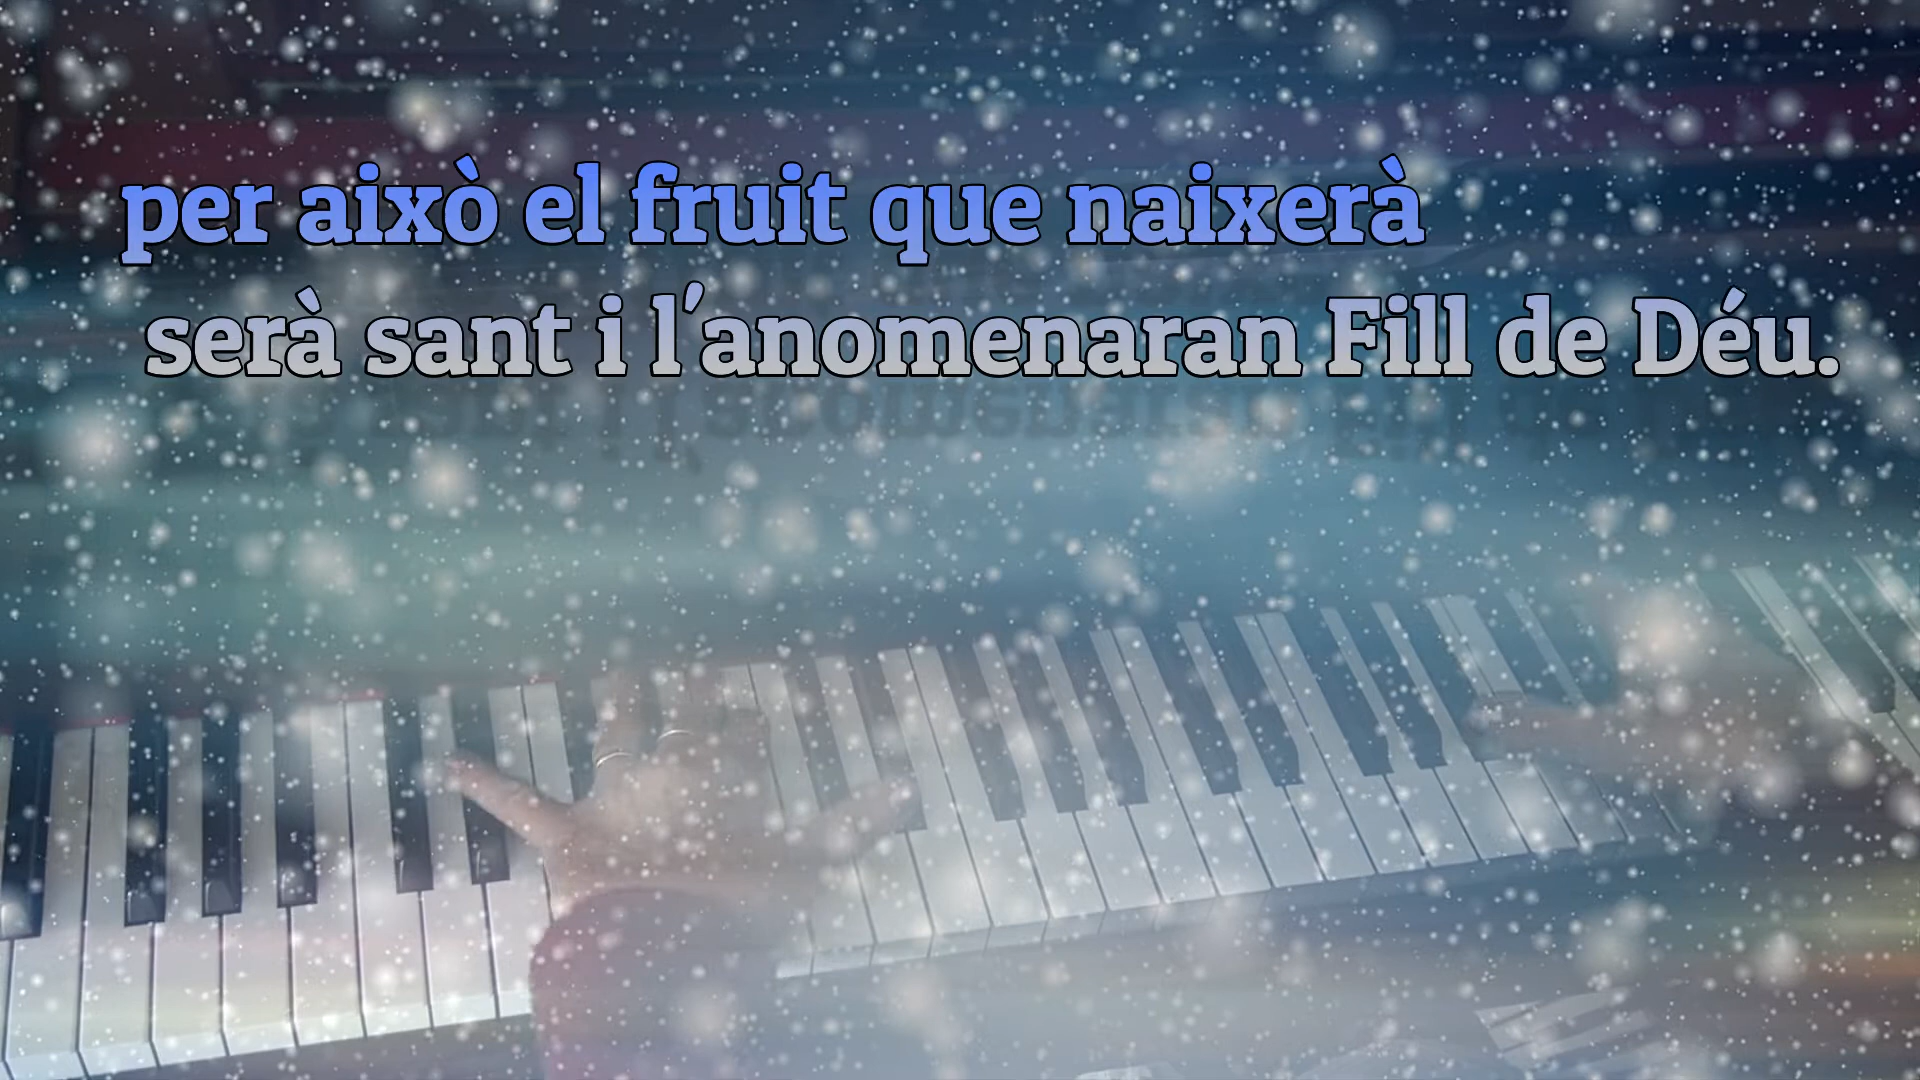 per això el fruit que naixerà
serà sant i l'anomenaran Fill de Déu.